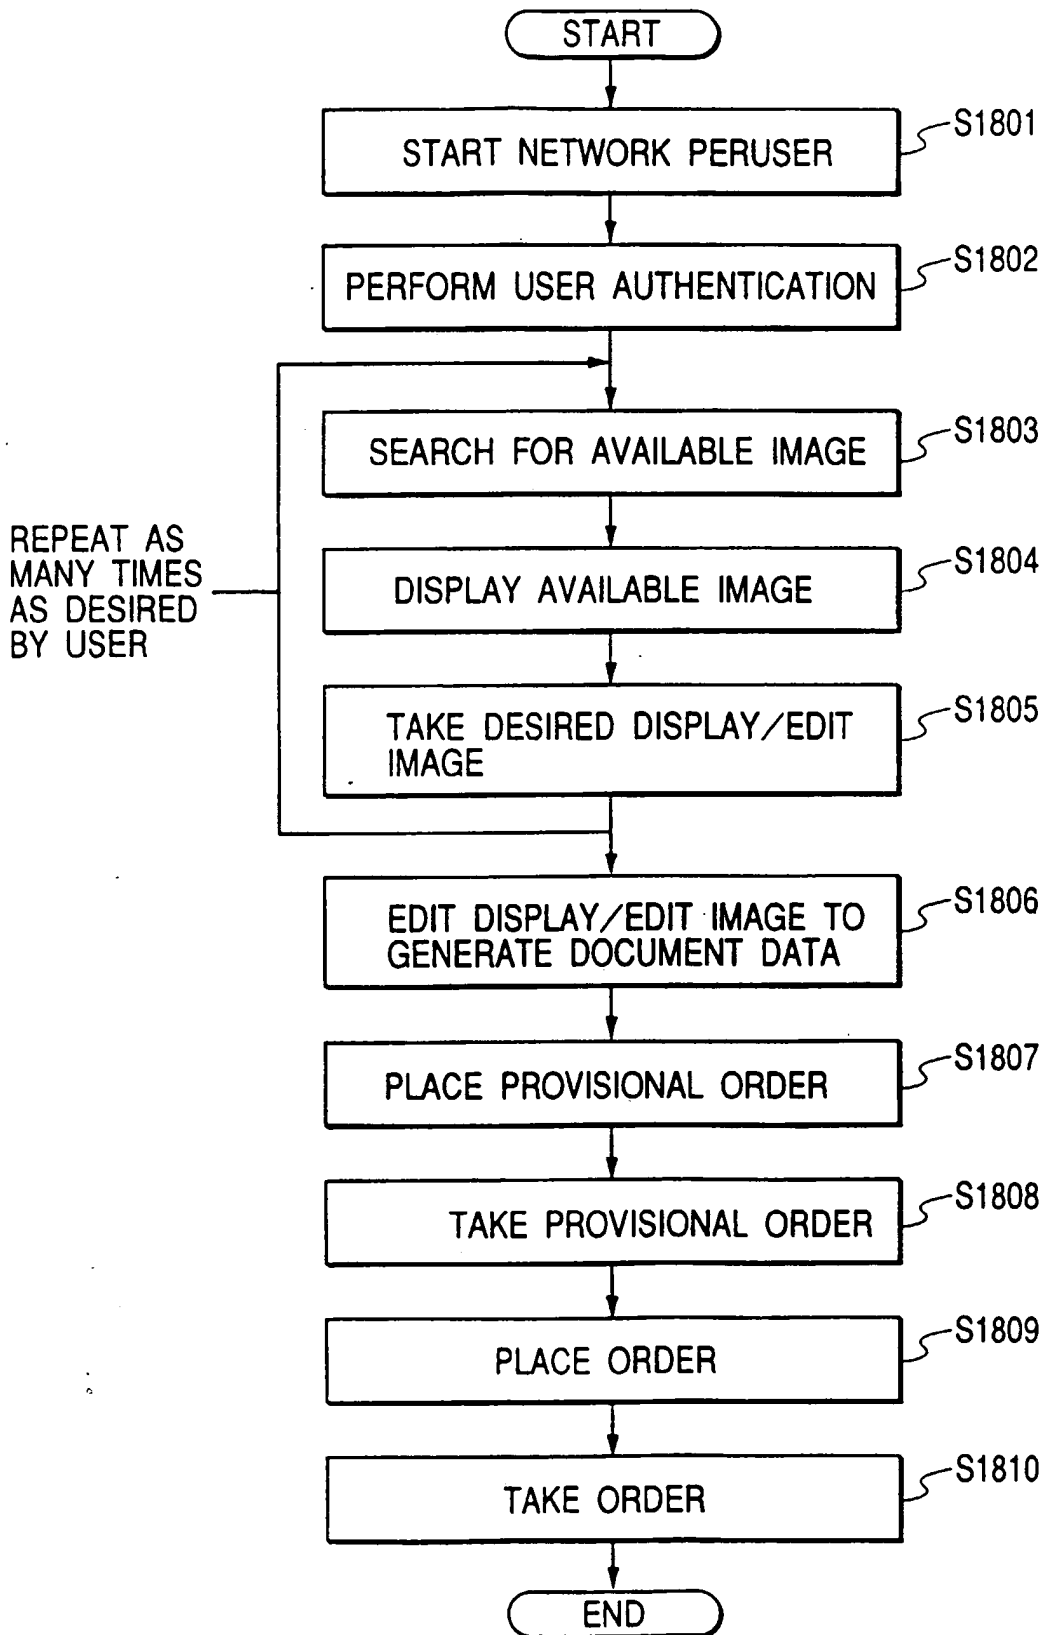 START
START NETWORK PERUSER
S1801
PERFORM USER AUTHENTICATION
S1802
SEARCH FOR AVAILABLE IMAGE
S1803
REPEAT AS
MANY TIMES
AS DESIRED
BY USER
DISPLAY AVAILABLE IMAGE
S1804
TAKE DESIRED DISPLAY/EDIT
IMAGE
S1805
EDIT DISPLAY/EDIT IMAGE TO
GENERATE DOCUMENT DATA
S1806
PLACE PROVISIONAL ORDER
S1807
TAKE PROVISIONAL ORDER
S1808
PLACE ORDER
S1809
TAKE ORDER
S1810
END